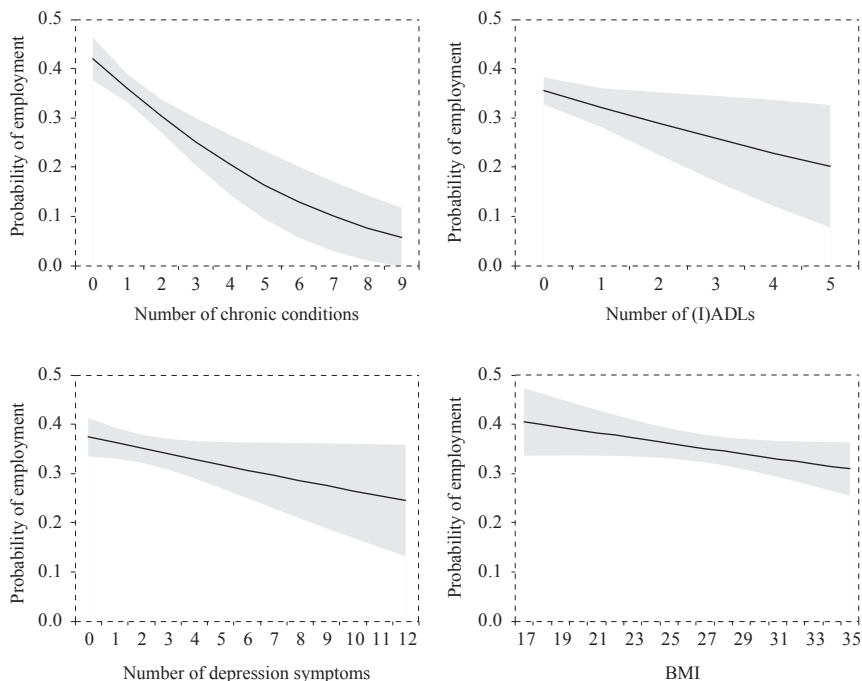 Probability of employment
0.5
0.4
0.3
0.2
0.1
0.0
0 1 2 3 4 5 6 7 8 9
Number of chronic conditions
Probability of employment
0.5
0.4
0.3
0.2
0.1
0.0
0 1 2 3 4 5
Number of (I)ADLs
Probability of employment
0.5
0.4
0.3
0.2
0.1
0.0
0 1 2 3 4 5 6 7 8 9 10 11 12
Number of depression symptoms
Probability of employment
0.5
0.4
0.3
0.2
0.1
0.0
17 19 21 23 25 27 29 31 33 35
BMI